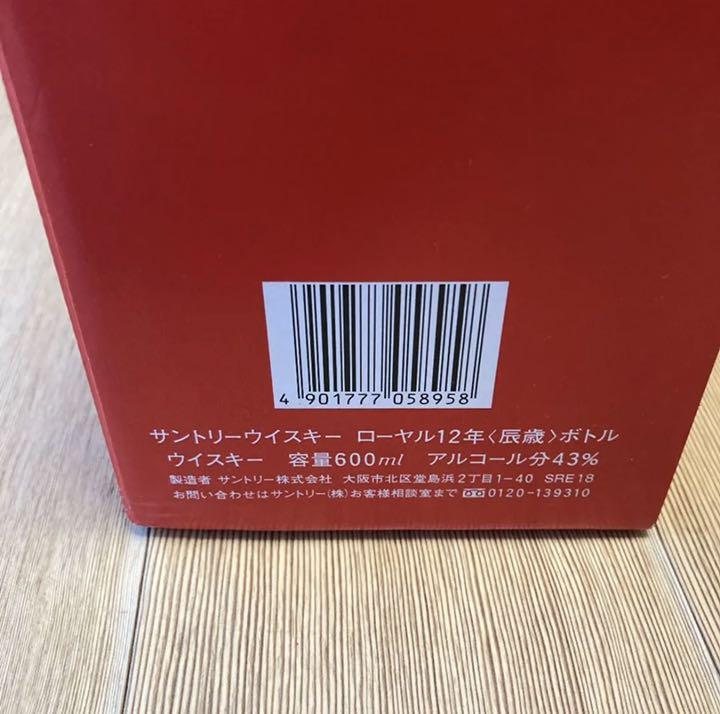 4 901777 058958
サントリーウイスキー ローヤル12年〈辰歳〉ボトル
ウイスキー 容量600ml アルコール分43%
製造者 サントリー株式会社 大阪市北区堂島浜2丁目1-40 SRE18
お問い合わせはサントリー(株)お客様相談室まで 0120-139310